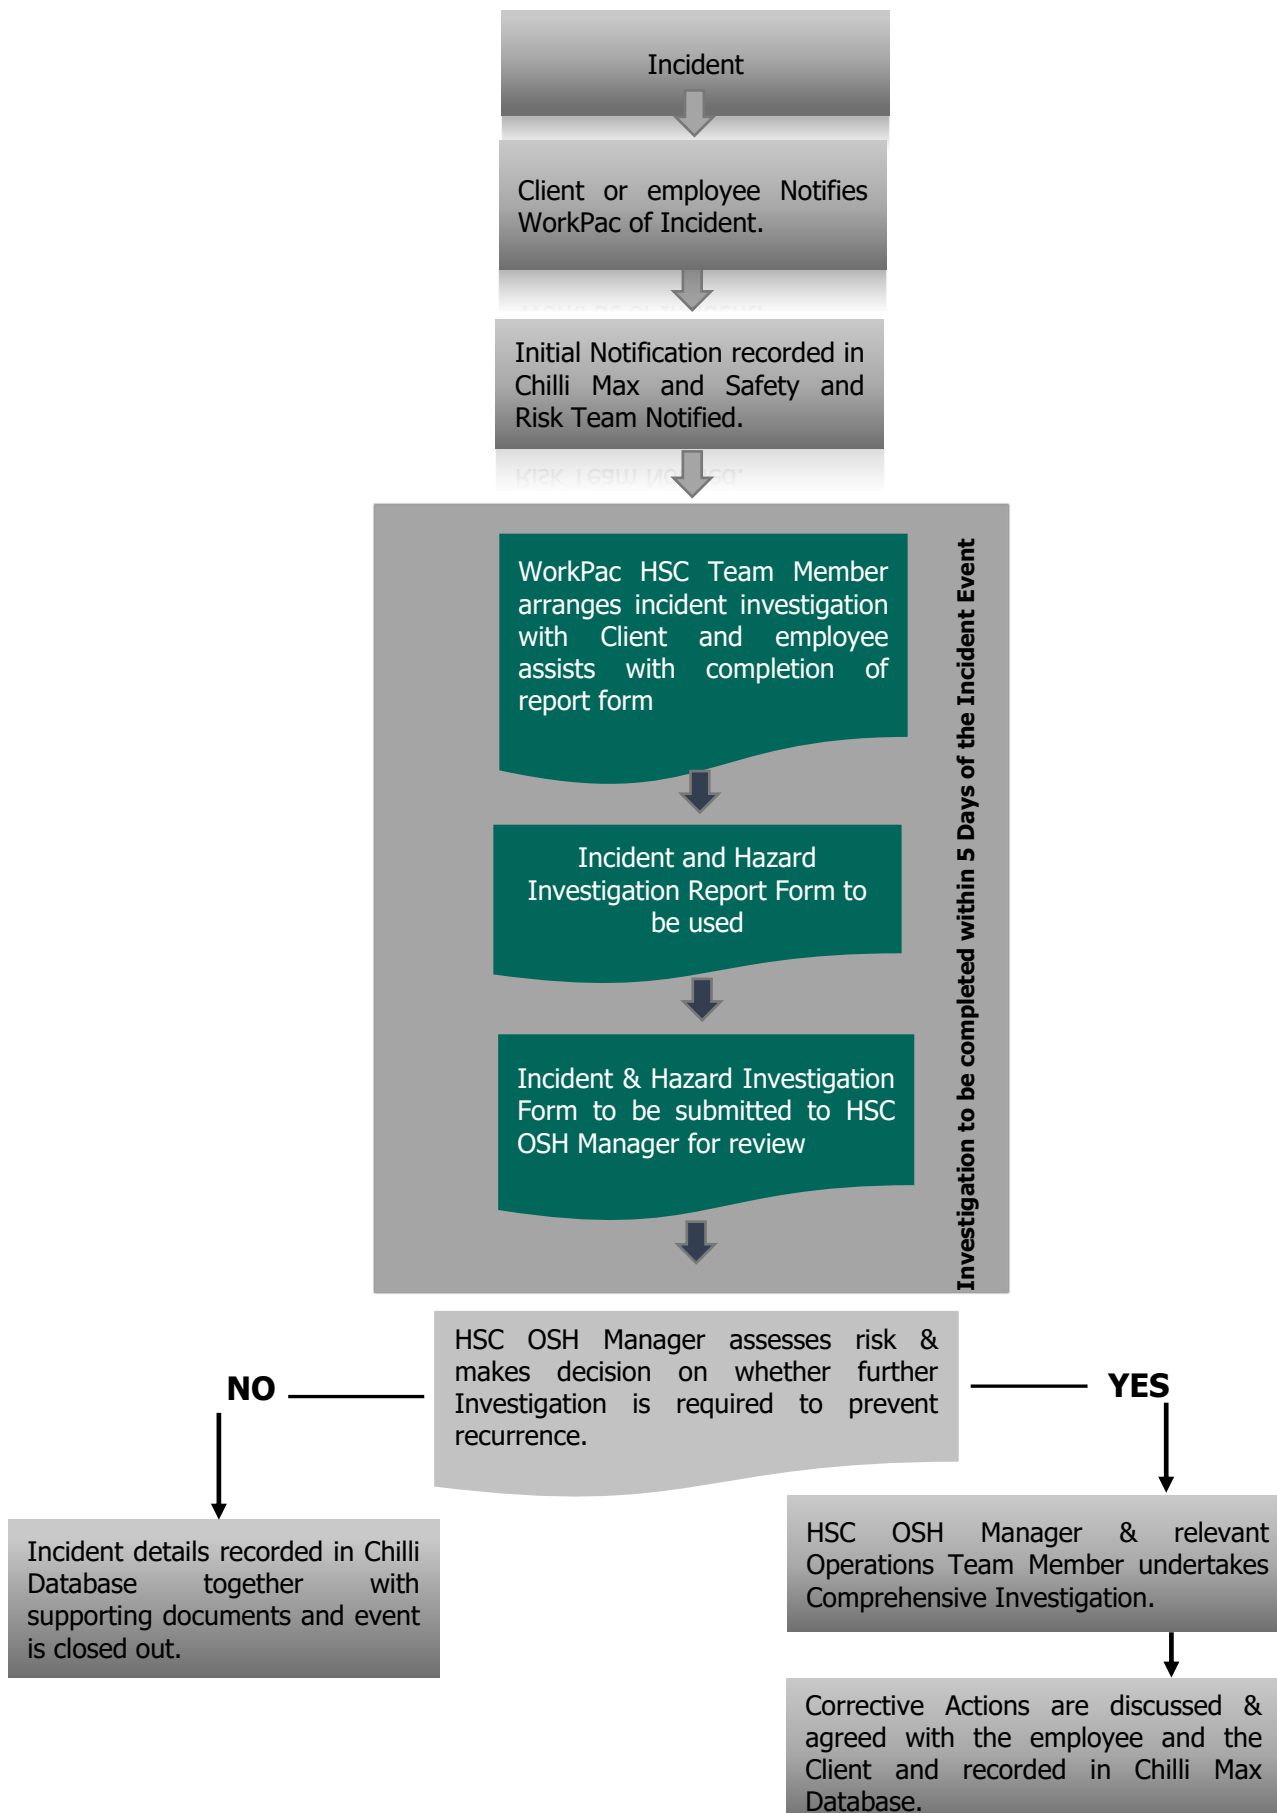 Incident
Client or employee Notifies
WorkPac of Incident.
Initial Notification recorded in
Chilli Max and Safety and
Risk Team Notified.
WorkPac HSC Team Member
arranges incident investigation
with Client and employee
assists with completion of
report form
Incident and Hazard
Investigation Report Form to
be used
Incident & Hazard Investigation
Form to be submitted to HSC
OSH Manager for review
Investigation to be completed within 5 Days of the Incident Event
HSC OSH Manager assesses risk &
makes decision on whether further
Investigation is required to prevent
recurrence.
NO
YES
Incident details recorded in Chilli
Database together with
supporting documents and event
is closed out.
HSC OSH Manager & relevant
Operations Team Member undertakes
Comprehensive Investigation.
Corrective Actions are discussed &
agreed with the employee and the
Client and recorded in Chilli Max
Database.